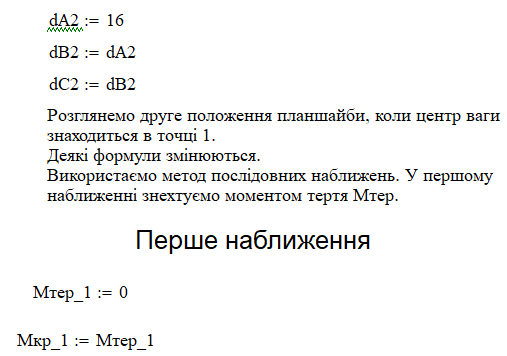 dA2 := 16
dB2 := dA2
dC2 := dB2
Розглянемо друге положення планшайби, коли центр ваги
знаходиться в точці 1.
Деякі формули змінюються.
Використаємо метод послідовних наближень. У першому
наближенні знехтуємо моментом тертя Мтер.
Перше наближення
Мтер_1 := 0
Мкр_1 := Мтер_1